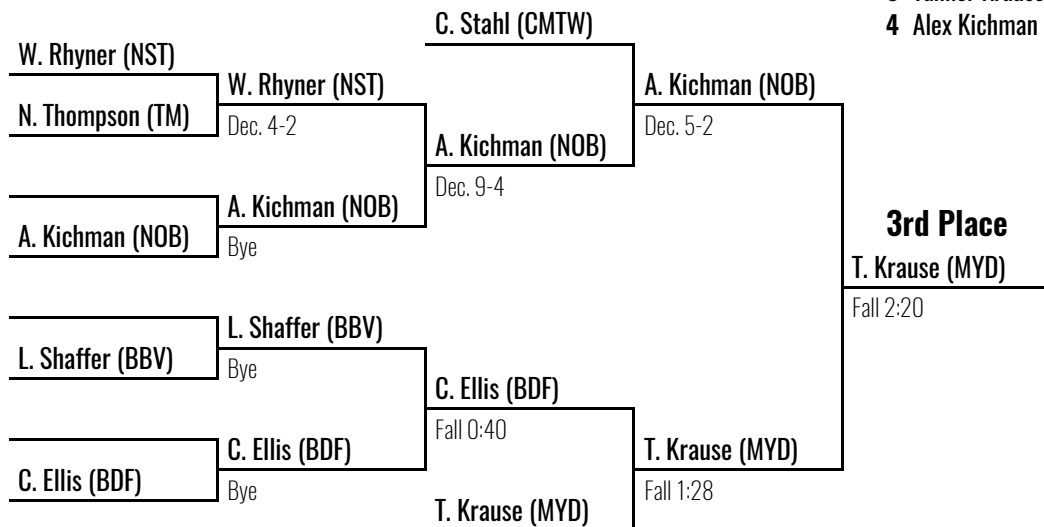 4 Alex Kichman
W. Rhyner (NST)
N. Thompson (TM)
A. Kichman (NOB)
L. Shaffer (BBV)
C. Ellis (BDF)
W. Rhyner (NST)
Dec. 4-2
A. Kichman (NOB)
Bye
L. Shaffer (BBV)
Bye
C. Ellis (BDF)
Bye
C. Stahl (CMTW)
A. Kichman (NOB)
Dec. 9-4
C. Ellis (BDF)
Fall 0:40
T. Krause (MYD)
A. Kichman (NOB)
Dec. 5-2
T. Krause (MYD)
Fall 1:28
3rd Place
T. Krause (MYD)
Fall 2:20